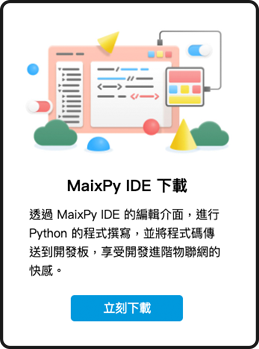 MaixPy IDE 下載
透過 MaixPy IDE 的編輯介面，進行
Python 的程式撰寫，並將程式碼傳
送到開發板，享受開發進階物聯網的
快感。
立刻下載